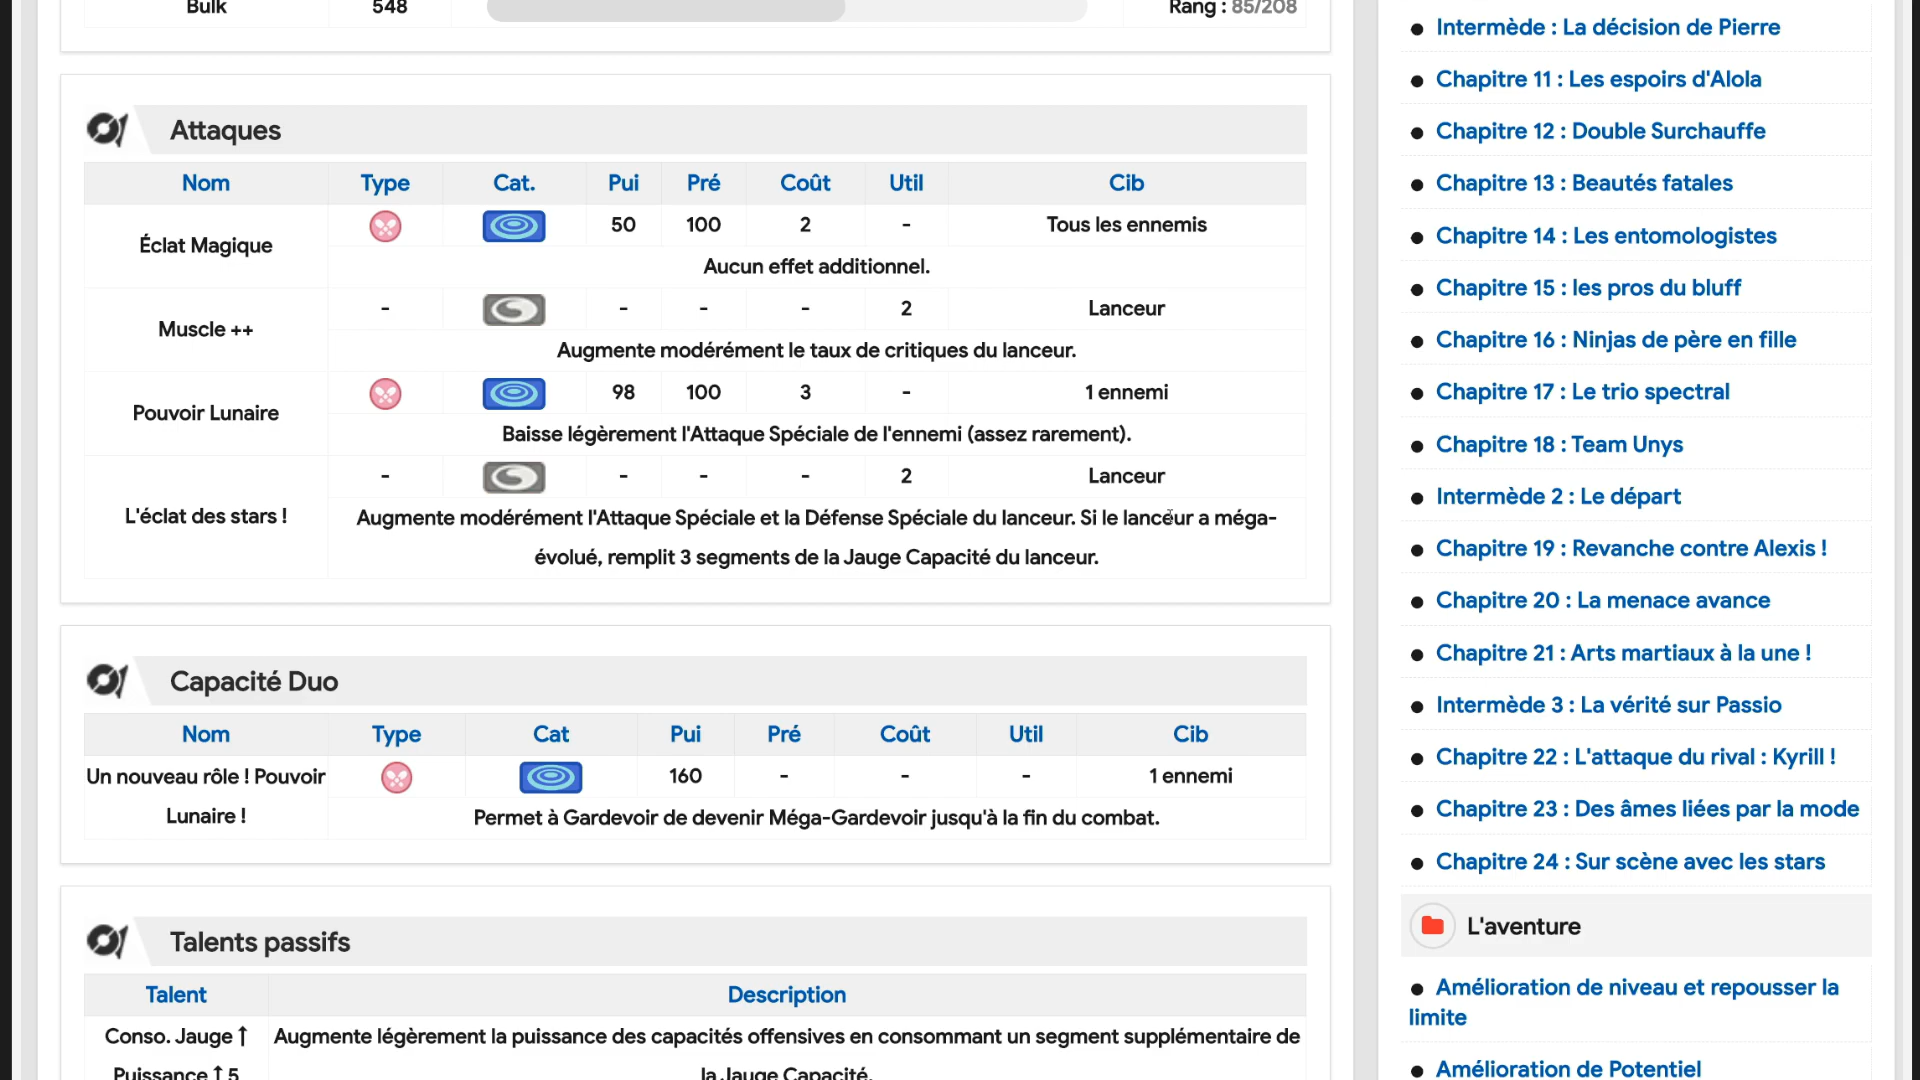 Bulk 548 Rang : 85/208
Attaques
Nom Type Cat. Pui Pré Coût Util Cib
Éclat Magique 50 100 2 - Tous les ennemis
Aucun effet additionnel.
Muscle ++ - - - - 2 Lanceur
Augmente modérément le taux de critiques du lanceur.
Pouvoir Lunaire 98 100 3 - 1 ennemi
Baisse légèrement l'Attaque Spéciale de l'ennemi (assez rarement).
L'éclat des stars ! - - - - 2 Lanceur
Augmente modérément l'Attaque Spéciale et la Défense Spéciale du lanceur. Si le lanceur a méga-
évolué, remplit 3 segments de la Jauge Capacité du lanceur.
Capacité Duo
Nom Type Cat Pui Pré Coût Util Cib
Un nouveau rôle ! Pouvoir
Lunaire !
160 - - - 1 ennemi
Permet à Gardevoir de devenir Méga-Gardevoir jusqu'à la fin du combat.
Talents passifs
Talent Description
Conso. Jauge ↑
Puissance ↑ 5
Augmente légèrement la puissance des capacités offensives en consommant un segment supplémentaire de
la Jauge Capacité.
Intermède : La décision de Pierre
Chapitre 11 : Les espoirs d'Alola
Chapitre 12 : Double Surchauffe
Chapitre 13 : Beautés fatales
Chapitre 14 : Les entomologistes
Chapitre 15 : les pros du bluff
Chapitre 16 : Ninjas de père en fille
Chapitre 17 : Le trio spectral
Chapitre 18 : Team Unys
Intermède 2 : Le départ
Chapitre 19 : Revanche contre Alexis !
Chapitre 20 : La menace avance
Chapitre 21 : Arts martiaux à la une !
Intermède 3 : La vérité sur Passio
Chapitre 22 : L'attaque du rival : Kyrill !
Chapitre 23 : Des âmes liées par la mode
Chapitre 24 : Sur scène avec les stars
L'aventure
Amélioration de niveau et repousser la
limite
Amélioration de Potentiel